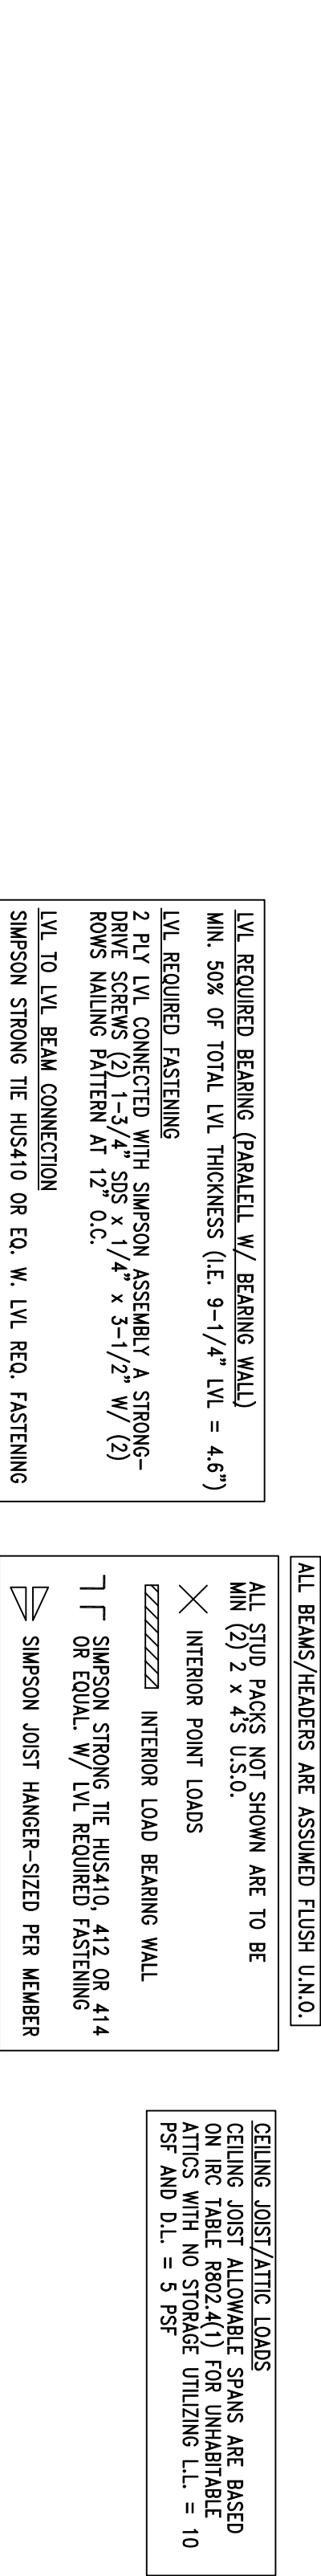 LVL REQUIRED BEARING (PARALELL W/ BEARING WALL)
MIN. 50% OF TOTAL LVL THICKNESS (I.E. 9-1/4" LVL = 4.6")
LVL REQUIRED FASTENING
2 PLY LVL CONNECTED WITH SIMPSON ASSEMBLY A STRONG-
DRIVE SCREWS (2) 1-3/4" SDS x 1/4" x 3-1/2" W/ (2)
ROWS NAILING PATTERN AT 12" O.C.
LVL TO LVL BEAM CONNECTION
SIMPSON STRONG TIE HUS410 OR EQ. W. LVL REQ. FASTENING
ALL BEAMS/HEADERS ARE ASSUMED FLUSH U.N.O.
ALL STUD PACKS NOT SHOWN ARE TO BE
MIN (2) 2 x 4'S U.S.O.
INTERIOR POINT LOADS
INTERIOR LOAD BEARING WALL
SIMPSON STRONG TIE HUS410, 412 OR 414
OR EQUAL. W/ LVL REQUIRED FASTENING
SIMPSON JOIST HANGER-SIZED PER MEMBER
CEILING JOIST/ATTIC LOADS
CEILING JOIST ALLOWABLE SPANS ARE BASED
ON IRC TABLE R802.4(1) FOR UNHABITABLE
ATTICS WITH NO STORAGE UTILIZING L.L. = 10
PSF AND D.L. = 5 PSF